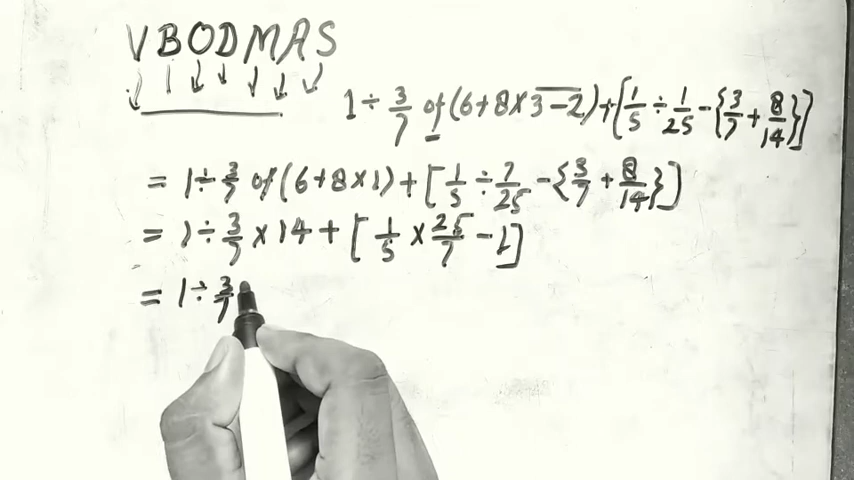 VBODMAS
1 ÷ 3/7 of (6+8×3̅-̅2̅)+[1/5 ÷ 1/25 - {3/7 + 8/14}]
= 1 ÷ 3/7 of (6+8×1)+[1/5 ÷ 7/25 - {3/7 + 8/14}]
= 1 ÷ 3/7 × 14 + [1/5 × 25/7 - 1]
= 1 ÷ 3/7